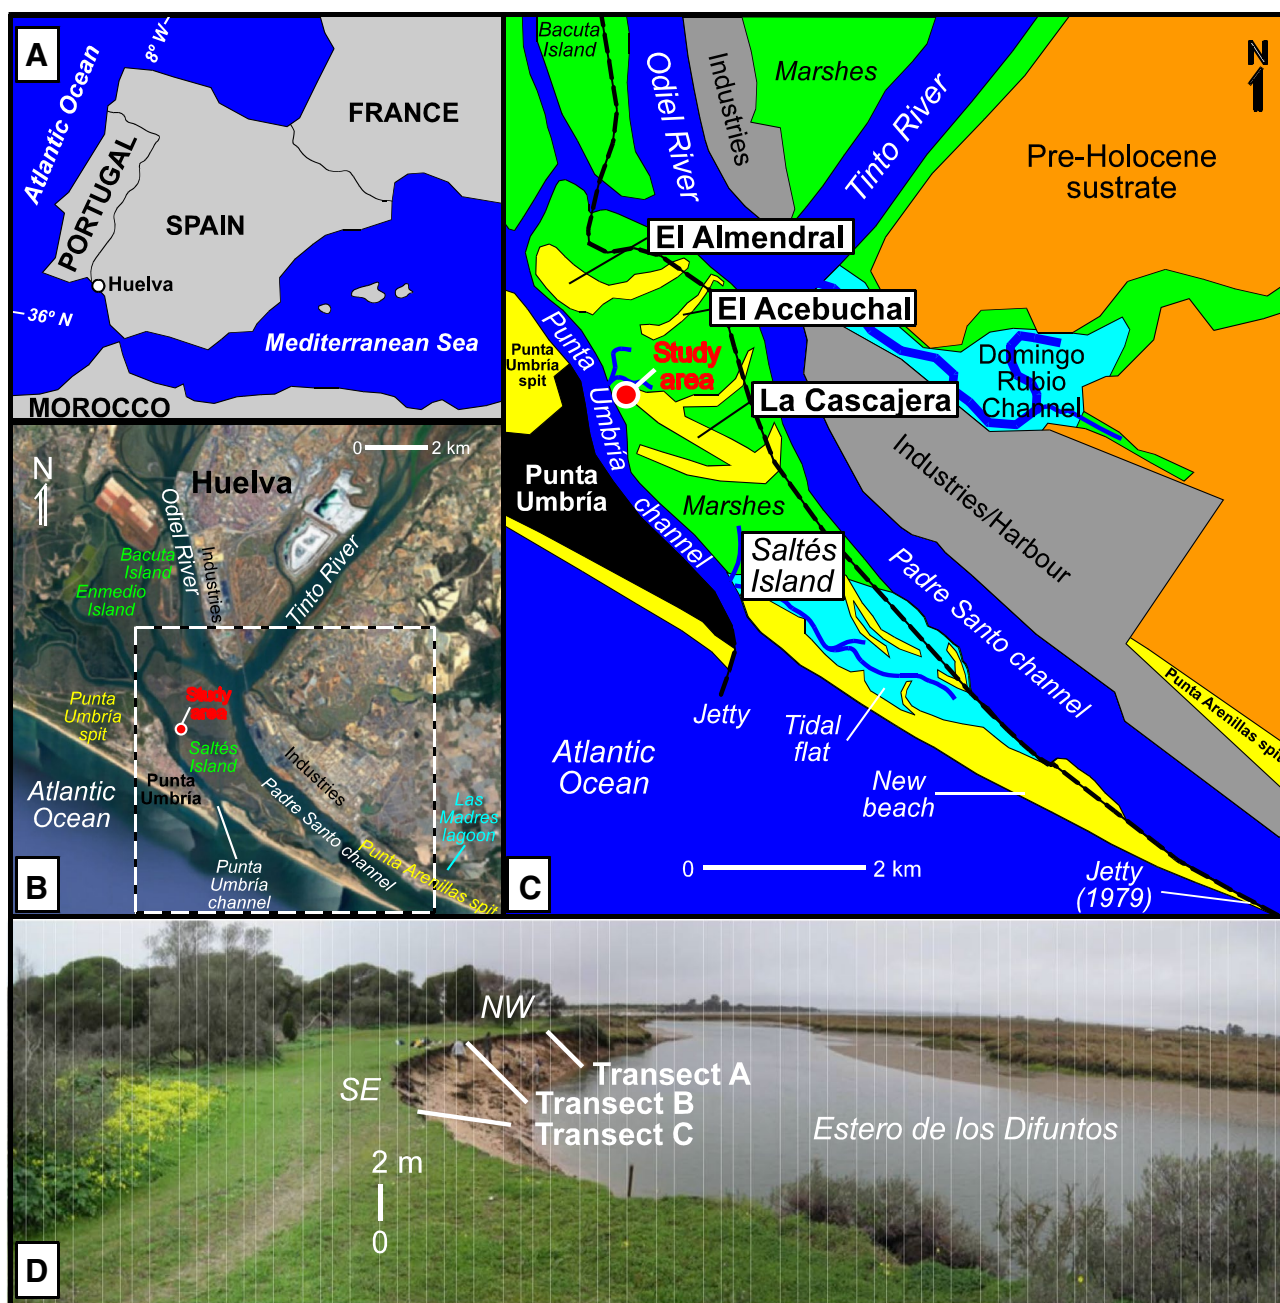 A
Atlantic Ocean
8º W
FRANCE
PORTUGAL
SPAIN
Huelva
36º N
Mediterranean Sea
MOROCCO
B
N
0
2 km
Huelva
Odiel River
Industries
Tinto River
Bacuta
Island
Enmedio
Island
Punta
Umbría
spit
Study
area
Saltés
Island
Punta
Umbría
Industries
Atlantic
Ocean
Padre Santo channel
Las
Madres
lagoon
Punta Arenillas spit
Punta
Umbría
channel
C
Bacuta
Island
Odiel River
Industries
Marshes
Tinto River
N
Pre-Holocene
sustrate
El Almendral
El Acebuchal
Punta Umbría channel
Punta
Umbría
spit
Study
area
La Cascajera
Domingo
Rubio
Channel
Punta
Umbría
Marshes
Industries/Harbour
Saltés
Island
Padre Santo channel
Jetty
Tidal
flat
Punta Arenillas spit
Atlantic
Ocean
New
beach
0
2 km
Jetty
(1979)
D
NW
SE
Transect A
Transect B
Transect C
Estero de los Difuntos
2 m
0